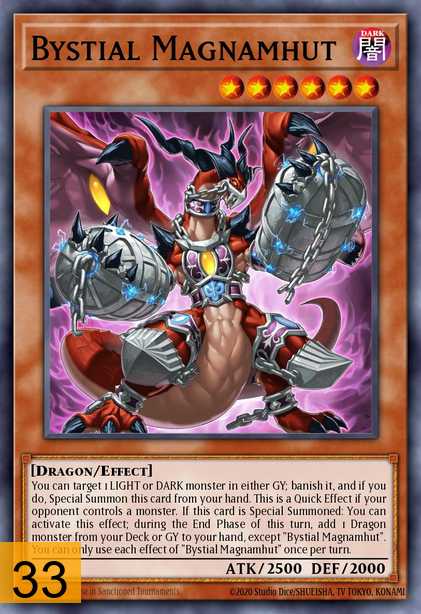 Bystial Magnamhut
DARK
闇
[Dragon/Effect]
You can target 1 LIGHT or DARK monster in either GY; banish it, and if
you do, Special Summon this card from your hand. This is a Quick Effect if your
opponent controls a monster. If this card is Special Summoned: You can
activate this effect; during the End Phase of this turn, add 1 Dragon
monster from your Deck or GY to your hand, except "Bystial Magnamhut".
You can only use each effect of "Bystial Magnamhut" once per turn.
ATK/2500 DEF/2000
33
se in Sanctioned Tournaments
©2020 Studio Dice/SHUEISHA, TV TOKYO, KONAMI